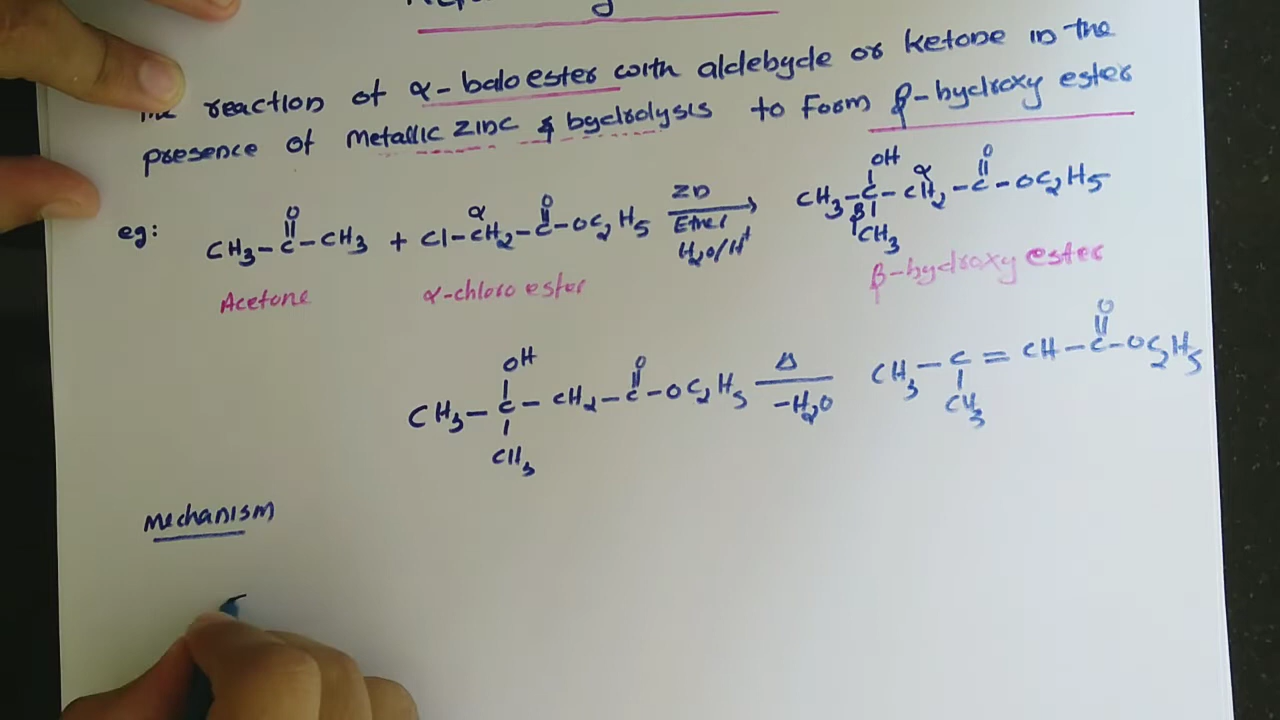 reaction of α-haloester with aldehyde or ketone in the
presence of metallic zinc & hydrolysis to form β-hydroxy ester
eg: CH3-C(=O)-CH3 + Cl-CH2-C(=O)-OC2H5 → CH3-C(OH)(CH3)-CH2-C(=O)-OC2H5
α
Zn
Ether
H2O/H+
α
β
Acetone α-chloro ester β-hydroxy ester
CH3-C(OH)(CH3)-CH2-C(=O)-OC2H5 Δ -H2O CH3-C(CH3)=CH-C(=O)-OC2H5
Mechanism